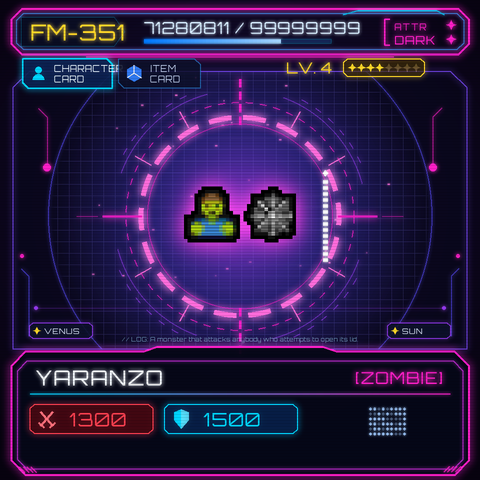 FM-351
71280811 / 99999999
ATTR
DARK
CHARACTER
CARD
ITEM
CARD
LV. 4
VENUS
SUN
// LOG: A monster that attacks anybody who attempts to open its lid.
YARANZO
[ZOMBIE]
1300
1500